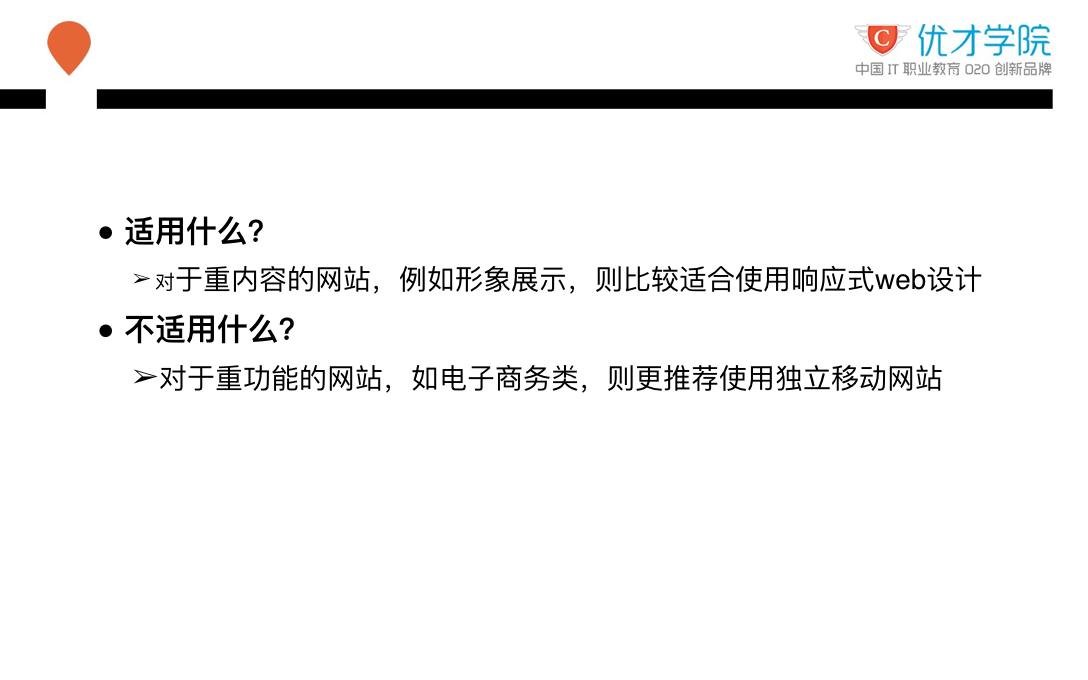 C 优才学院
中国 IT 职业教育 O2O 创新品牌
● 适用什么?
➢对于重内容的网站，例如形象展示，则比较适合使用响应式web设计
● 不适用什么?
➢对于重功能的网站，如电子商务类，则更推荐使用独立移动网站